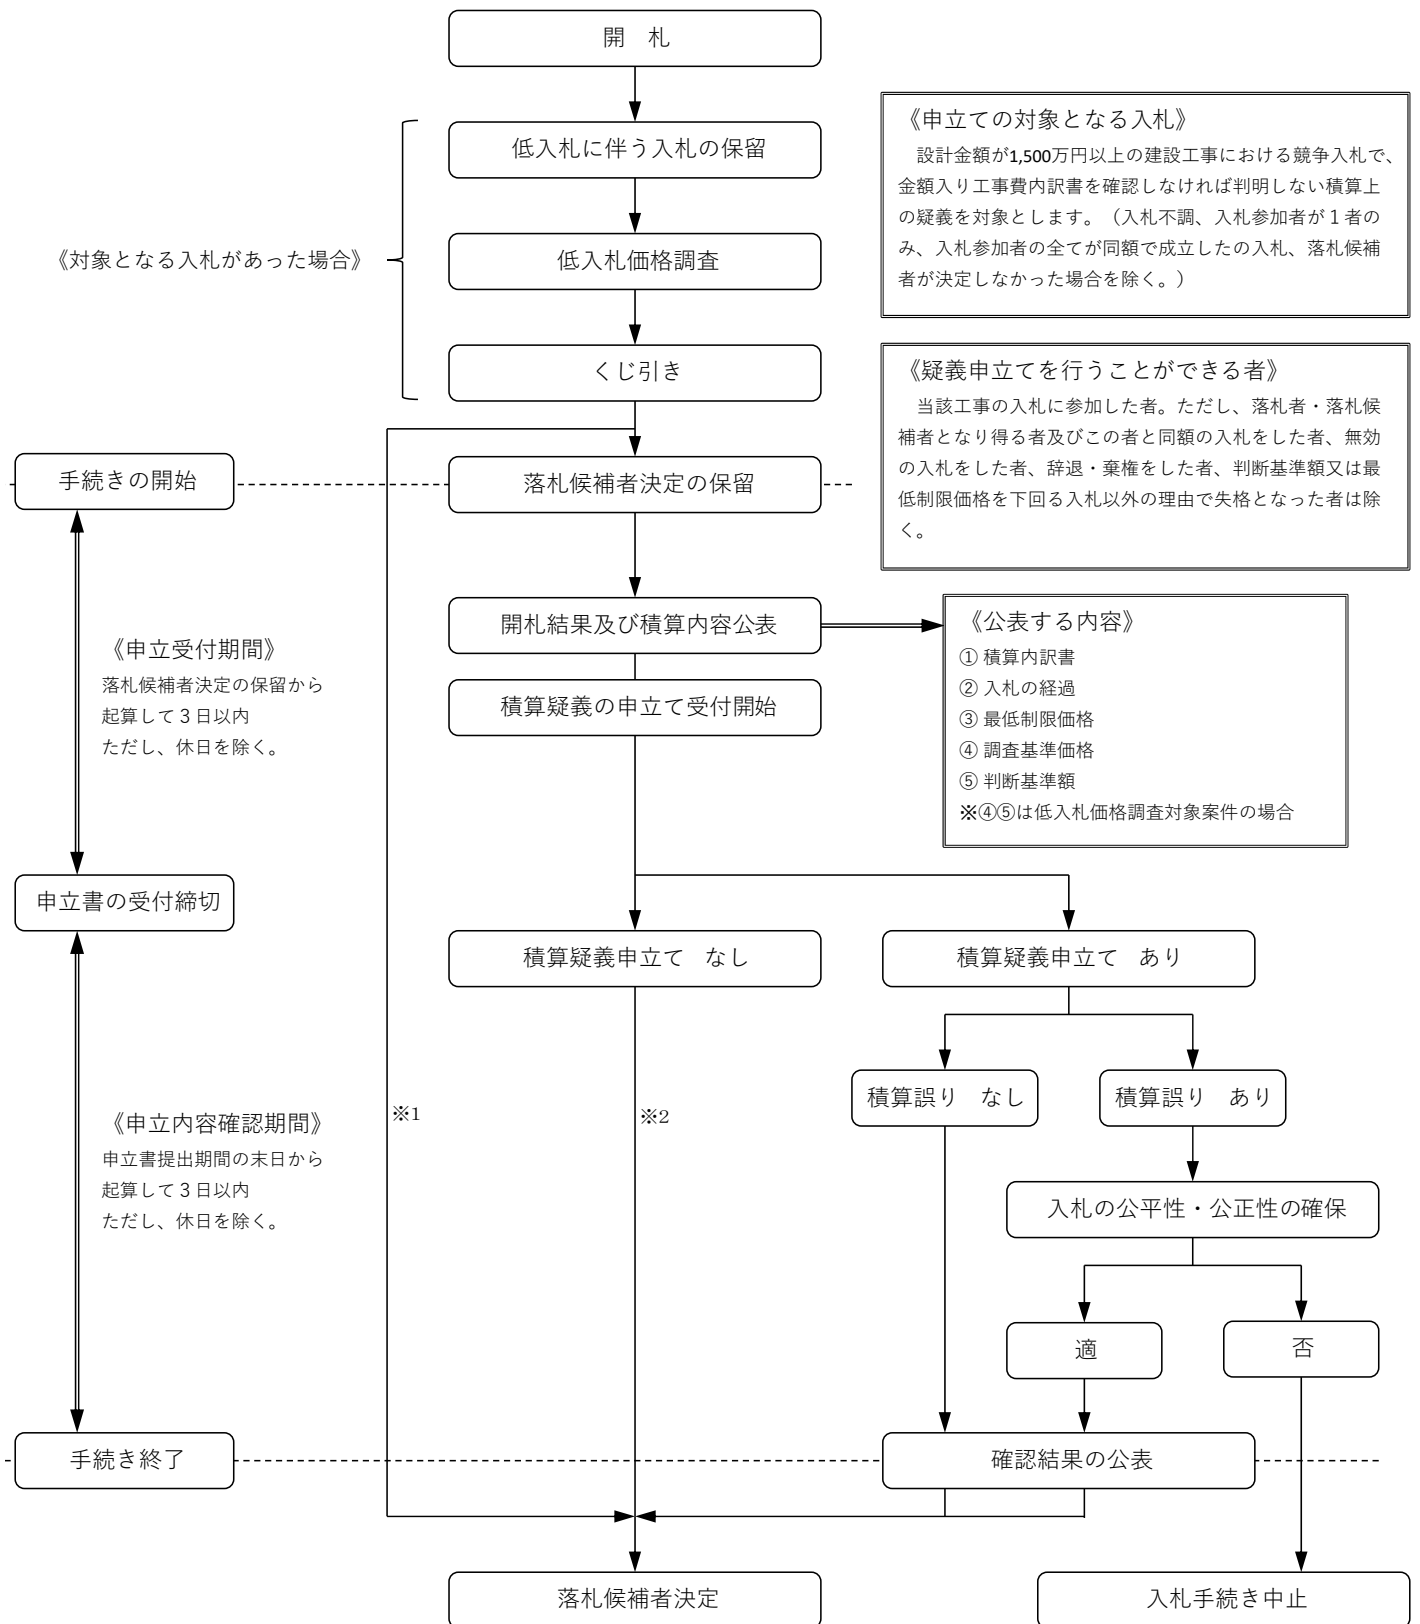 開　札
低入札に伴う入札の保留
《対象となる入札があった場合》
低入札価格調査
くじ引き
《申立ての対象となる入札》
　設計金額が1,500万円以上の建設工事における競争入札で、
金額入り工事費内訳書を確認しなければ判明しない積算上
の疑義を対象とします。（入札不調、入札参加者が１者の
み、入札参加者の全てが同額で成立したの入札、落札候補
者が決定しなかった場合を除く。）
《疑義申立てを行うことができる者》
　当該工事の入札に参加した者。ただし、落札者・落札候
補者となり得る者及びこの者と同額の入札をした者、無効
の入札をした者、辞退・棄権をした者、判断基準額又は最
低制限価格を下回る入札以外の理由で失格となった者は除
く。
手続きの開始
落札候補者決定の保留
開札結果及び積算内容公表
積算疑義の申立て受付開始
《公表する内容》
① 積算内訳書
② 入札の経過
③ 最低制限価格
④ 調査基準価格
⑤ 判断基準額
※④⑤は低入札価格調査対象案件の場合
《申立受付期間》
落札候補者決定の保留から
起算して３日以内
ただし、休日を除く。
申立書の受付締切
積算疑義申立て　なし
積算疑義申立て　あり
積算誤り　なし
積算誤り　あり
《申立内容確認期間》
申立書提出期間の末日から
起算して３日以内
ただし、休日を除く。
※1
※2
入札の公平性・公正性の確保
適
否
手続き終了
確認結果の公表
落札候補者決定
入札手続き中止